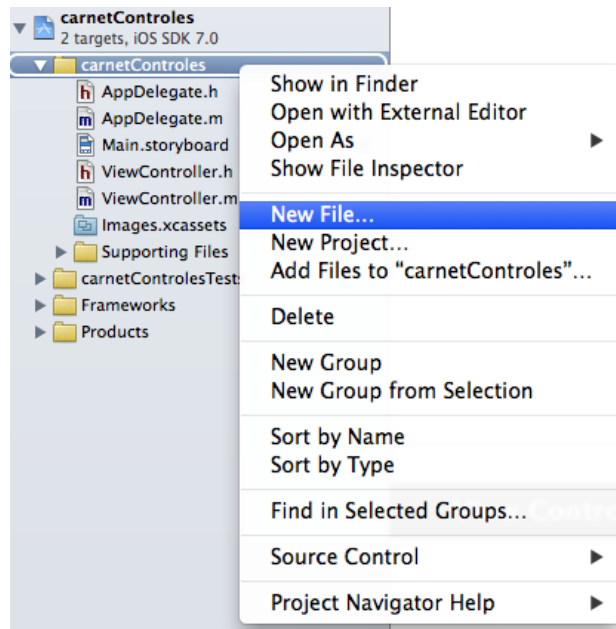 carnetControles
2 targets, iOS SDK 7.0
carnetControles
h AppDelegate.h
m AppDelegate.m
Main.storyboard
h ViewController.h
m ViewController.m
Images.xcassets
Supporting Files
carnetControlesTests
Frameworks
Products
Show in Finder
Open with External Editor
Open As
Show File Inspector
New File...
New Project...
Add Files to “carnetControles”...
Delete
New Group
New Group from Selection
Sort by Name
Sort by Type
Find in Selected Groups...
Source Control
Project Navigator Help